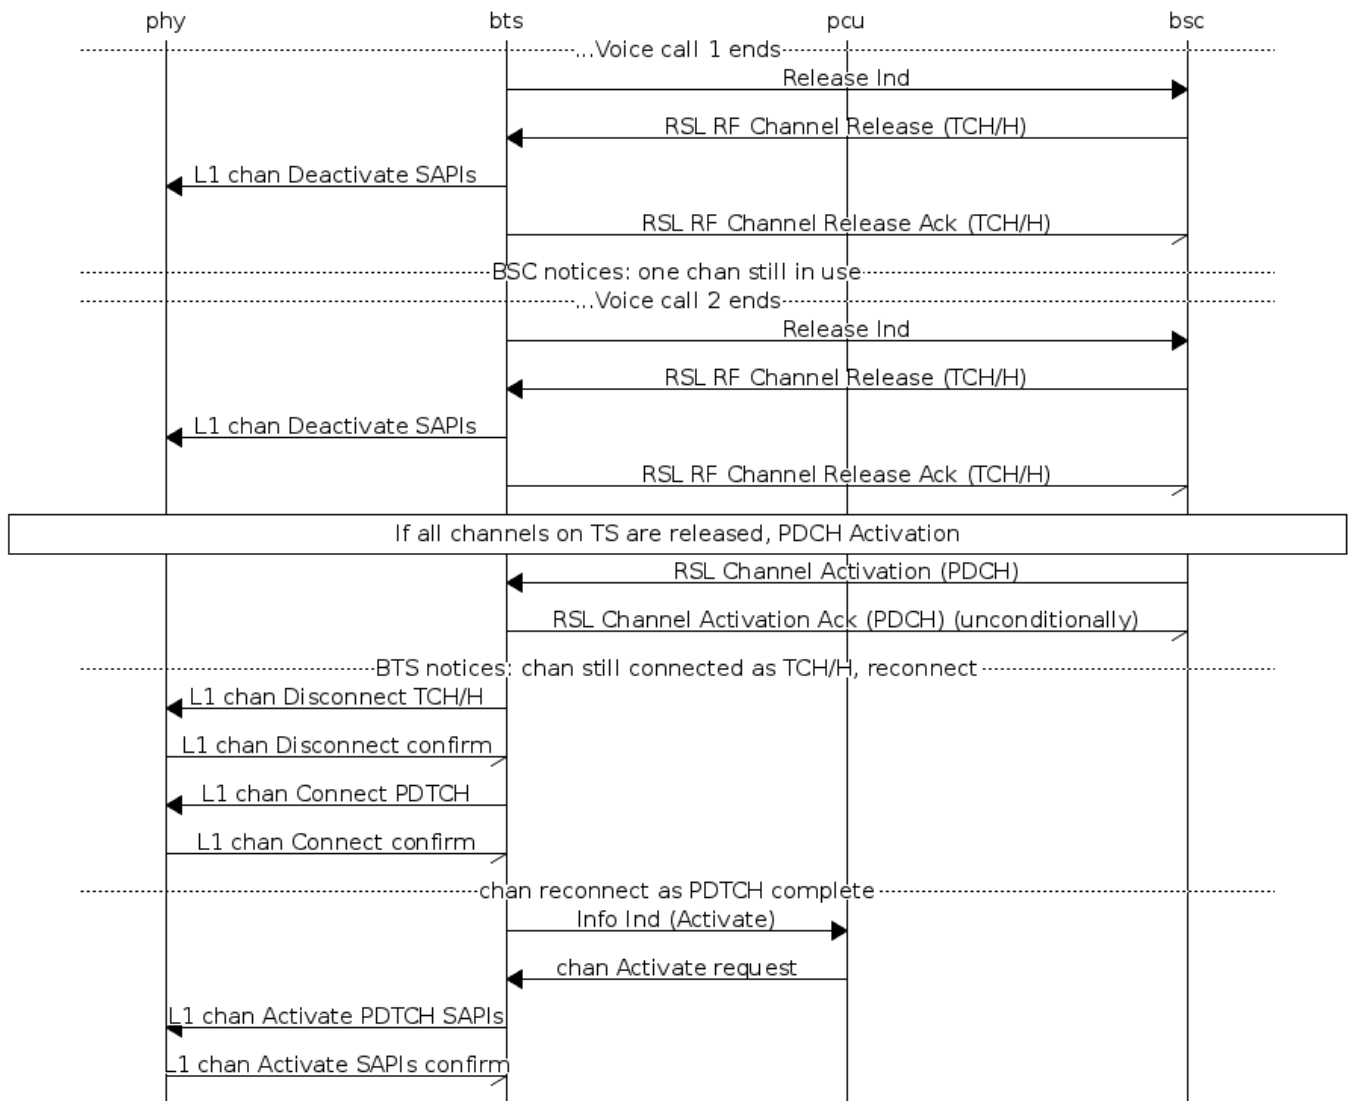 phy bts pcu bsc
...Voice call 1 ends
Release Ind
RSL RF Channel Release (TCH/H)
L1 chan Deactivate SAPIs
RSL RF Channel Release Ack (TCH/H)
BSC notices: one chan still in use
...Voice call 2 ends
Release Ind
RSL RF Channel Release (TCH/H)
L1 chan Deactivate SAPIs
RSL RF Channel Release Ack (TCH/H)
If all channels on TS are released, PDCH Activation
RSL Channel Activation (PDCH)
RSL Channel Activation Ack (PDCH) (unconditionally)
BTS notices: chan still connected as TCH/H, reconnect
L1 chan Disconnect TCH/H
L1 chan Disconnect confirm
L1 chan Connect PDTCH
L1 chan Connect confirm
chan reconnect as PDTCH complete
Info Ind (Activate)
chan Activate request
L1 chan Activate PDTCH SAPIs
L1 chan Activate SAPIs confirm